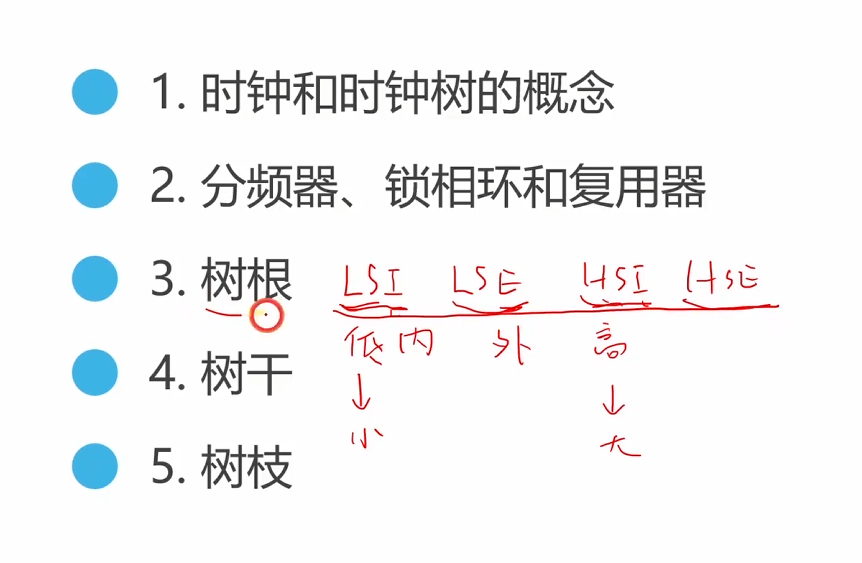 1. 时钟和时钟树的概念
2. 分频器、锁相环和复用器
3. 树根 LSI LSE HSI HSE
低内 外 高
4. 树干
↓ ↓
小 大
5. 树枝